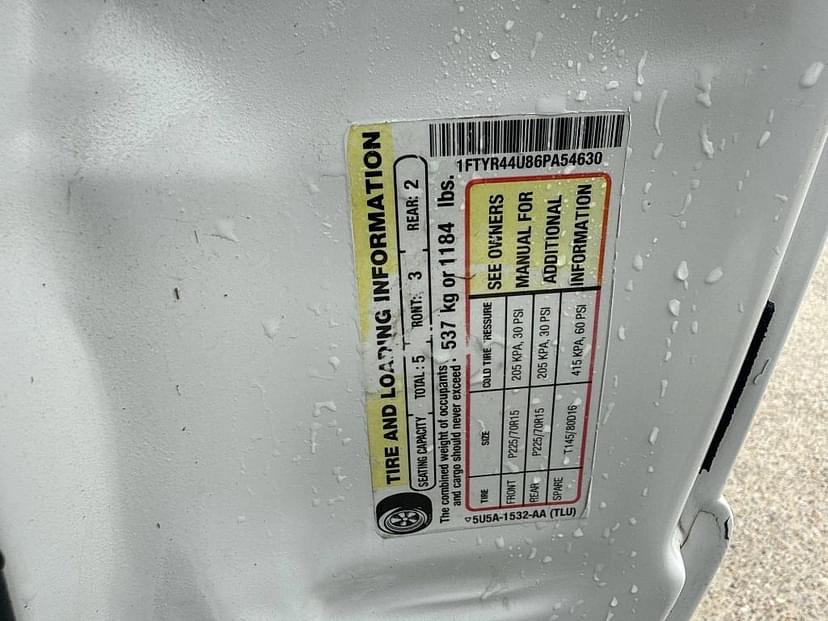 TIRE AND LOADING INFORMATION
SEATING CAPACITY TOTAL: 5 RONT: 3 REAR: 2
The combined weight of occupants
and cargo should never exceed: 537 kg or 1184 lbs.
TIRE SIZE COLD TIRE PRESSURE
FRONT P225/70R15 205 KPA, 30 PSI
REAR P225/70R15 205 KPA, 30 PSI
SPARE T145/80D16 415 KPA, 60 PSI
SEE OWNERS
MANUAL FOR
ADDITIONAL
INFORMATION
5U5A-1532-AA (TLU)
1FTYR44U86PA54630